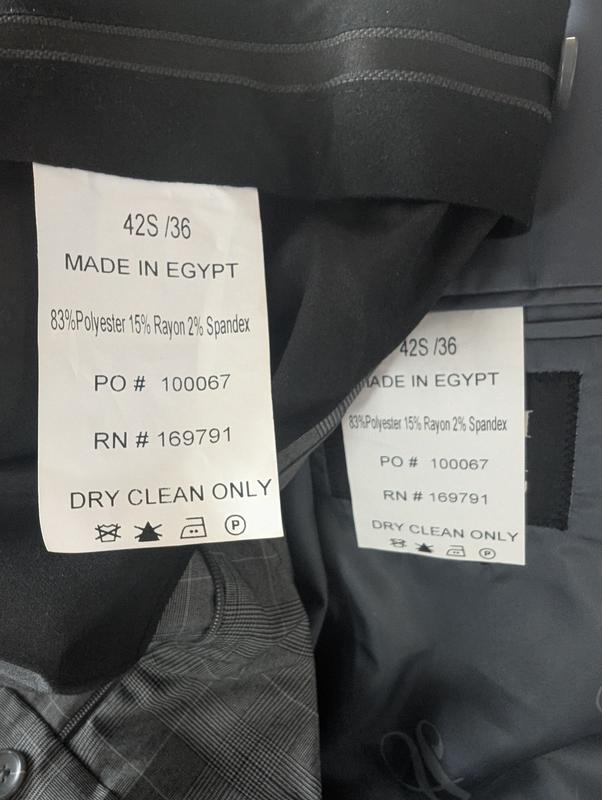 42S /36
MADE IN EGYPT
83%Polyester 15% Rayon 2% Spandex
PO # 100067
RN # 169791
DRY CLEAN ONLY
P
42S /36
MADE IN EGYPT
83%Polyester 15% Rayon 2% Spandex
PO # 100067
RN # 169791
DRY CLEAN ONLY
P